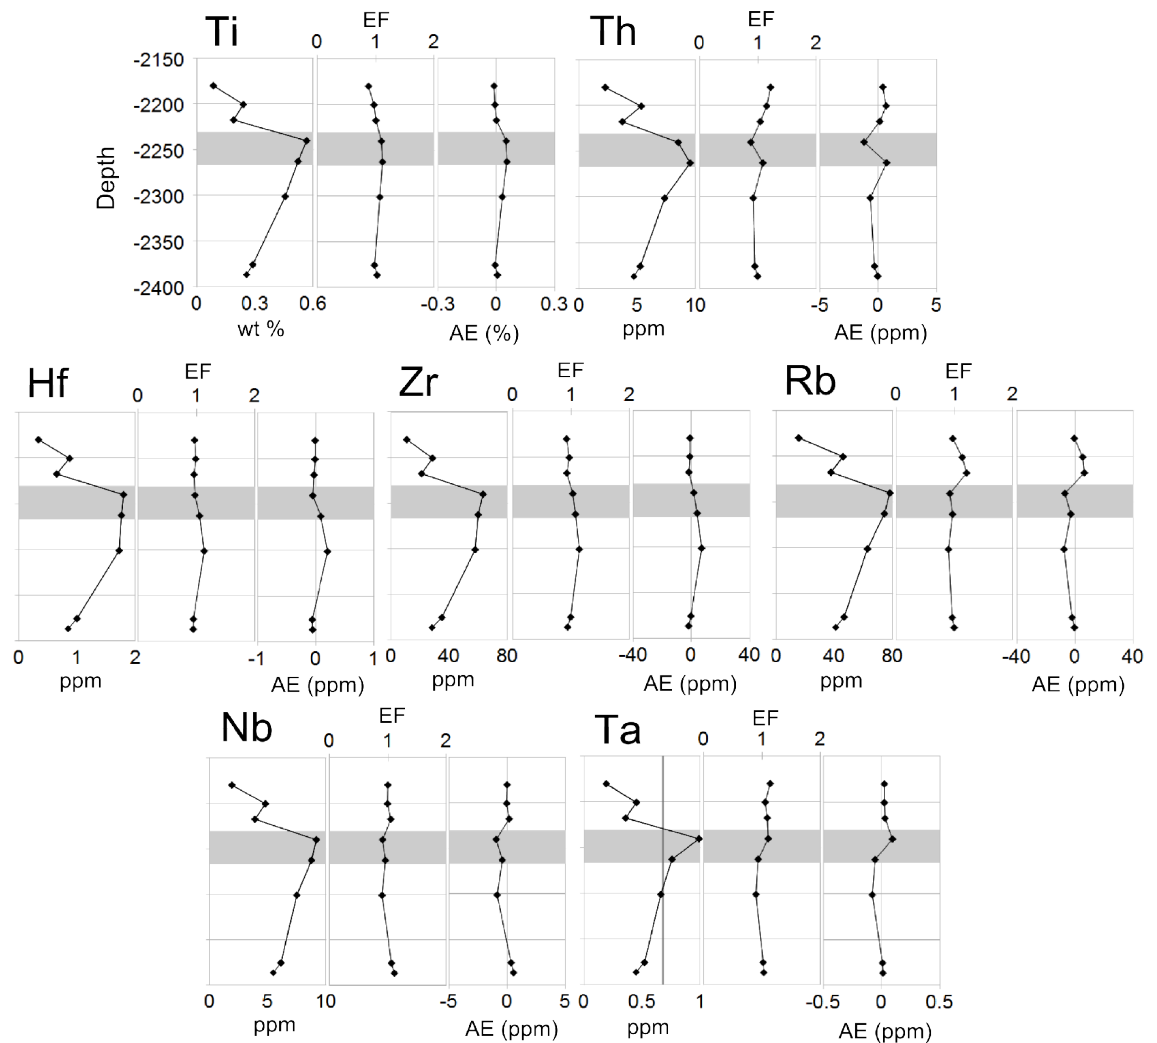 Ti EF Th EF
0 1 2 0 1 2
-2150
-2200
-2250
-2300
-2350
-2400
Depth
0 0.3 0.6 -0.3 0 0.3 0 5 10 -5 0 5
wt % AE (%) ppm AE (ppm)
Hf EF Zr EF Rb EF
0 1 2 0 1 2 0 1 2
0 1 2 -1 0 1 0 40 80 -40 0 40 0 40 80 -40 0 40
ppm AE (ppm) ppm AE (ppm) ppm AE (ppm)
Nb EF Ta EF
0 1 2 0 1 2
0 5 10 -5 0 5 0 0.5 1 -0.5 0 0.5
ppm AE (ppm) ppm AE (ppm)